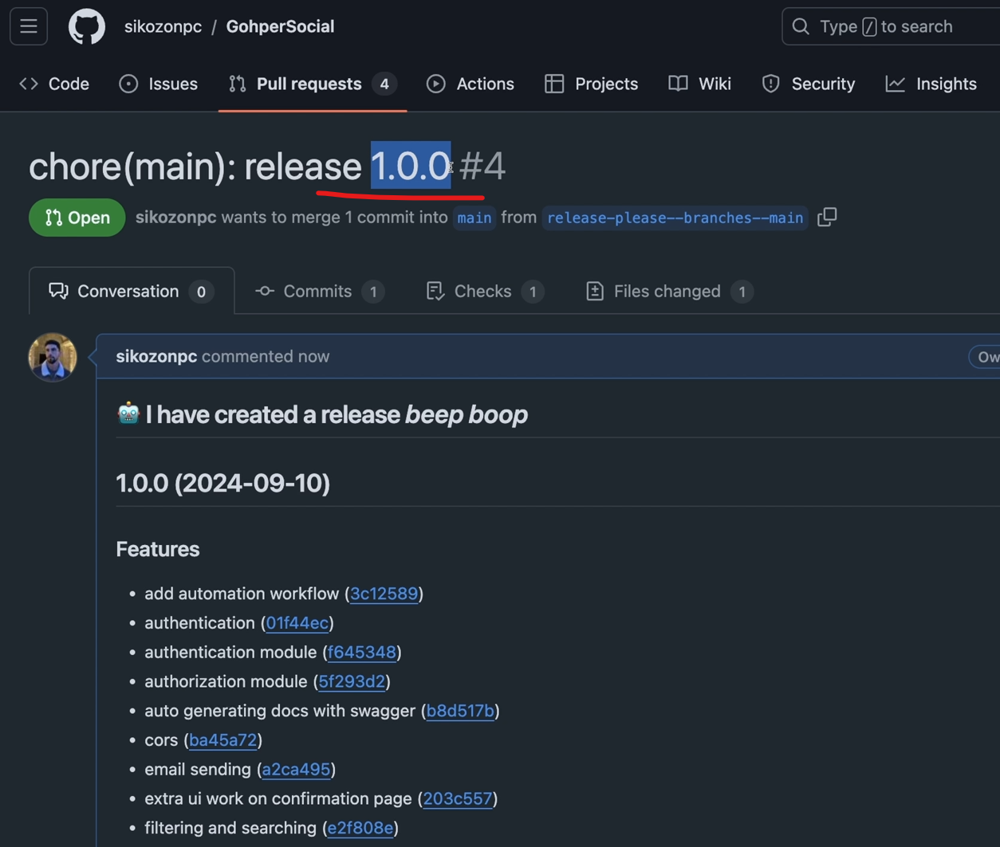 sikozonpc / GohperSocial
Type / to search
Code Issues Pull requests 4 Actions Projects Wiki Security Insights
chore(main): release 1.0.0 #4
Open sikozonpc wants to merge 1 commit into main from release-please--branches--main
Conversation 0 Commits 1 Checks 1 Files changed 1
sikozonpc commented now
Ow
🤖 I have created a release beep boop
1.0.0 (2024-09-10)
Features
• add automation workflow (3c12589)
• authentication (01f44ec)
• authentication module (f645348)
• authorization module (5f293d2)
• auto generating docs with swagger (b8d517b)
• cors (ba45a72)
• email sending (a2ca495)
• extra ui work on confirmation page (203c557)
• filtering and searching (e2f808e)